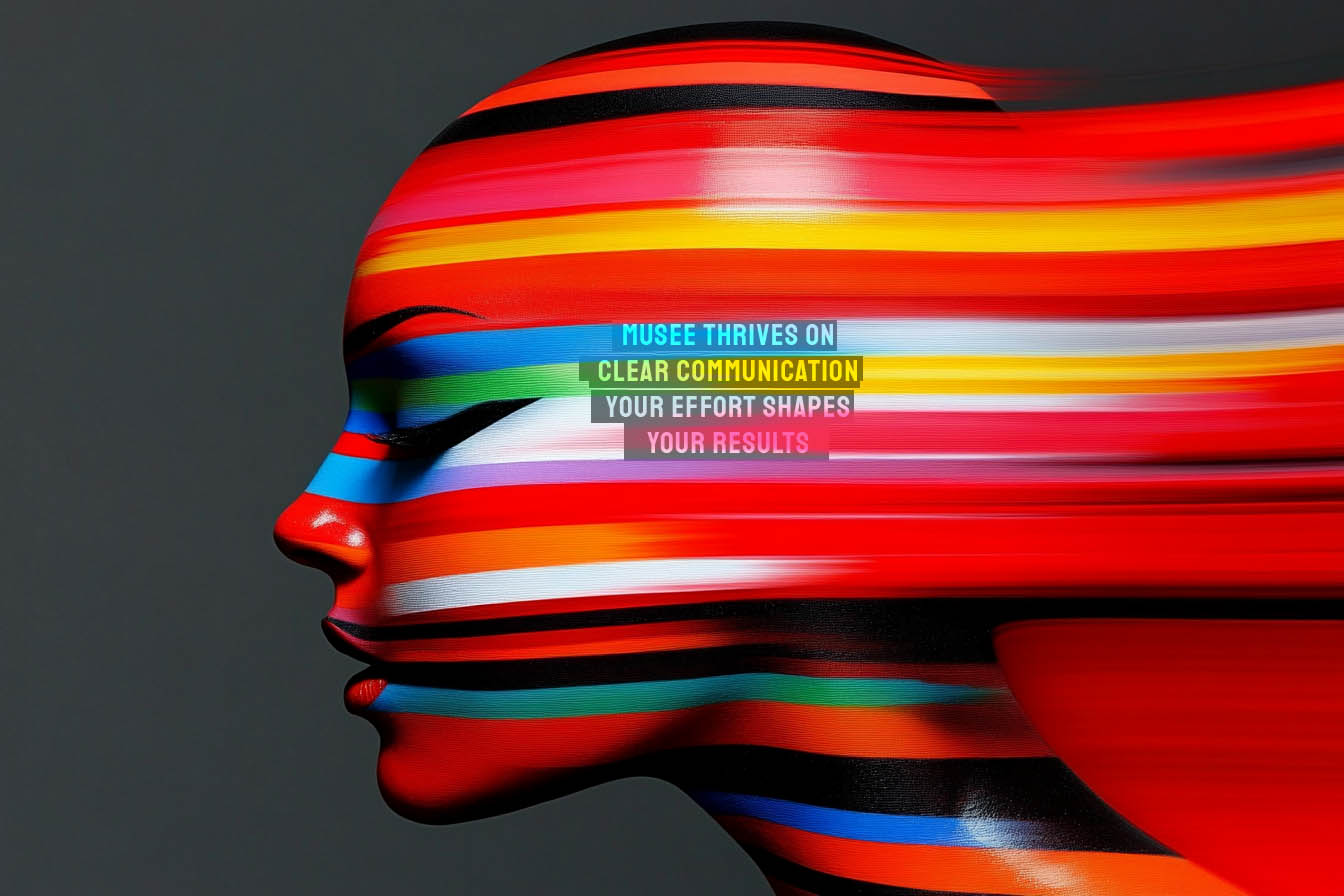 MUSEE THRIVES ON
CLEAR COMMUNICATION
YOUR EFFORT SHAPES
YOUR RESULTS